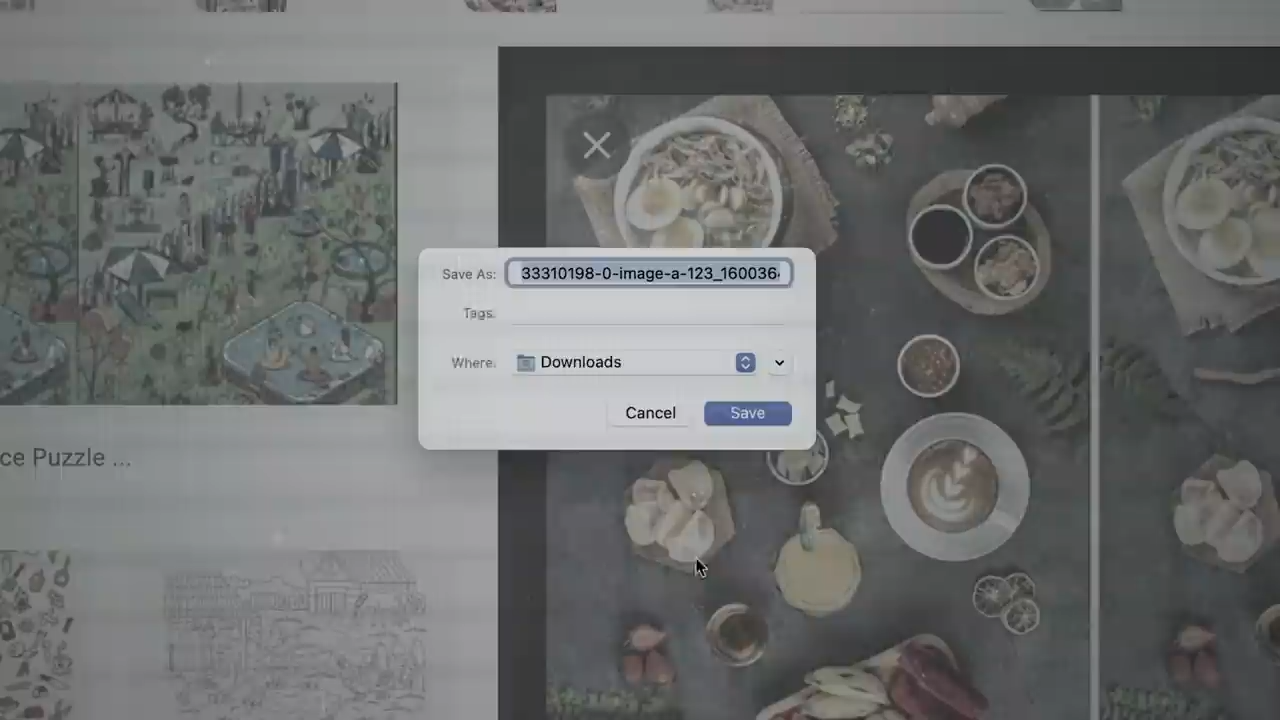 Save As: 33310198-0-image-a-123_160036
Tags:
Where: Downloads
Cancel Save
ce Puzzle ...